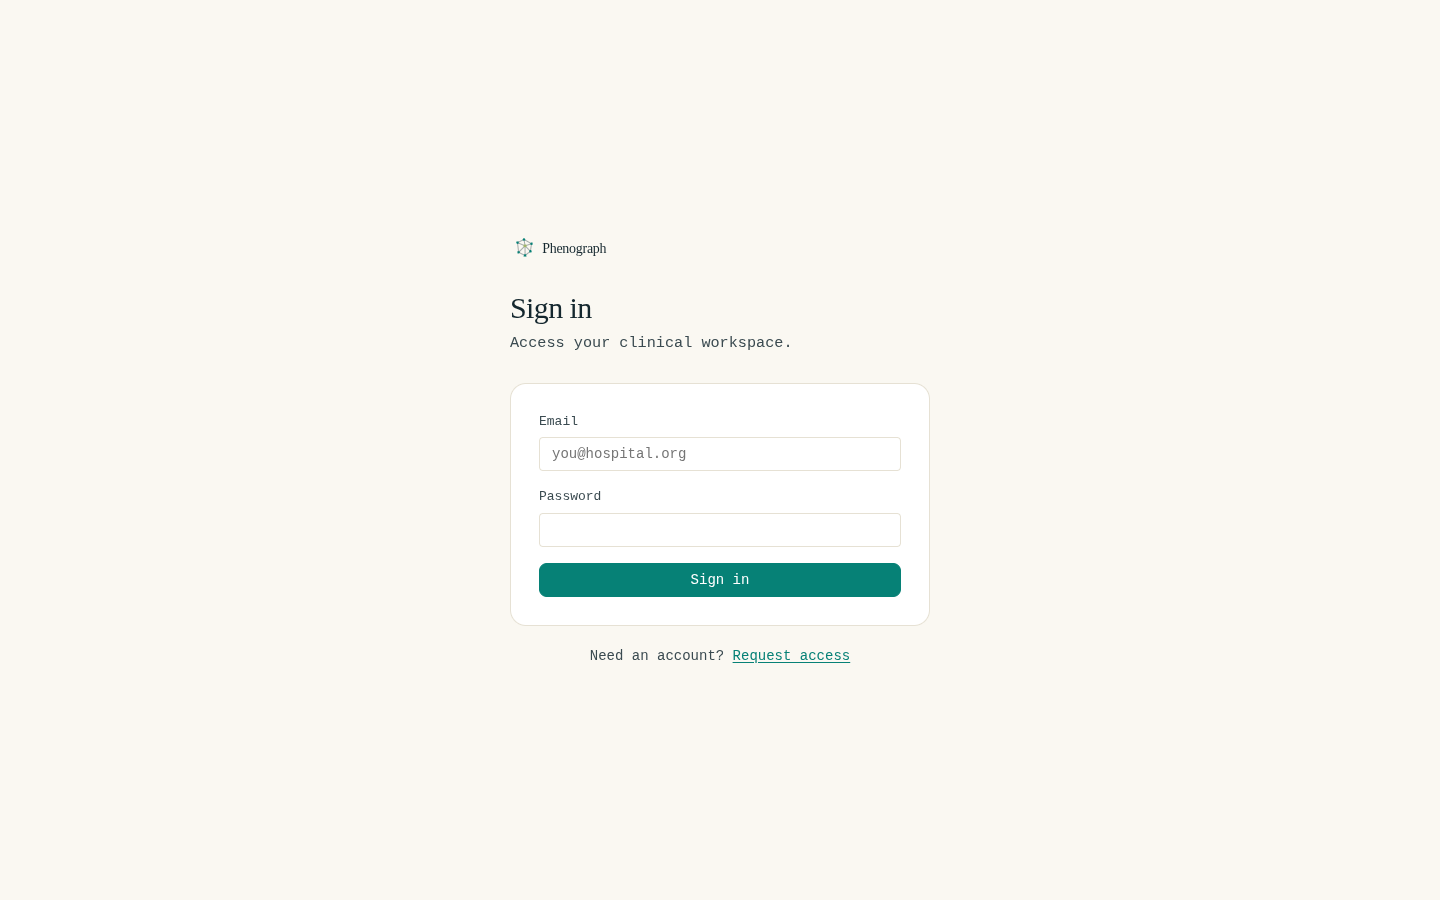 Phenograph
Sign in
Access your clinical workspace.
Email
you@hospital.org
Password
Sign in
Need an account? Request access